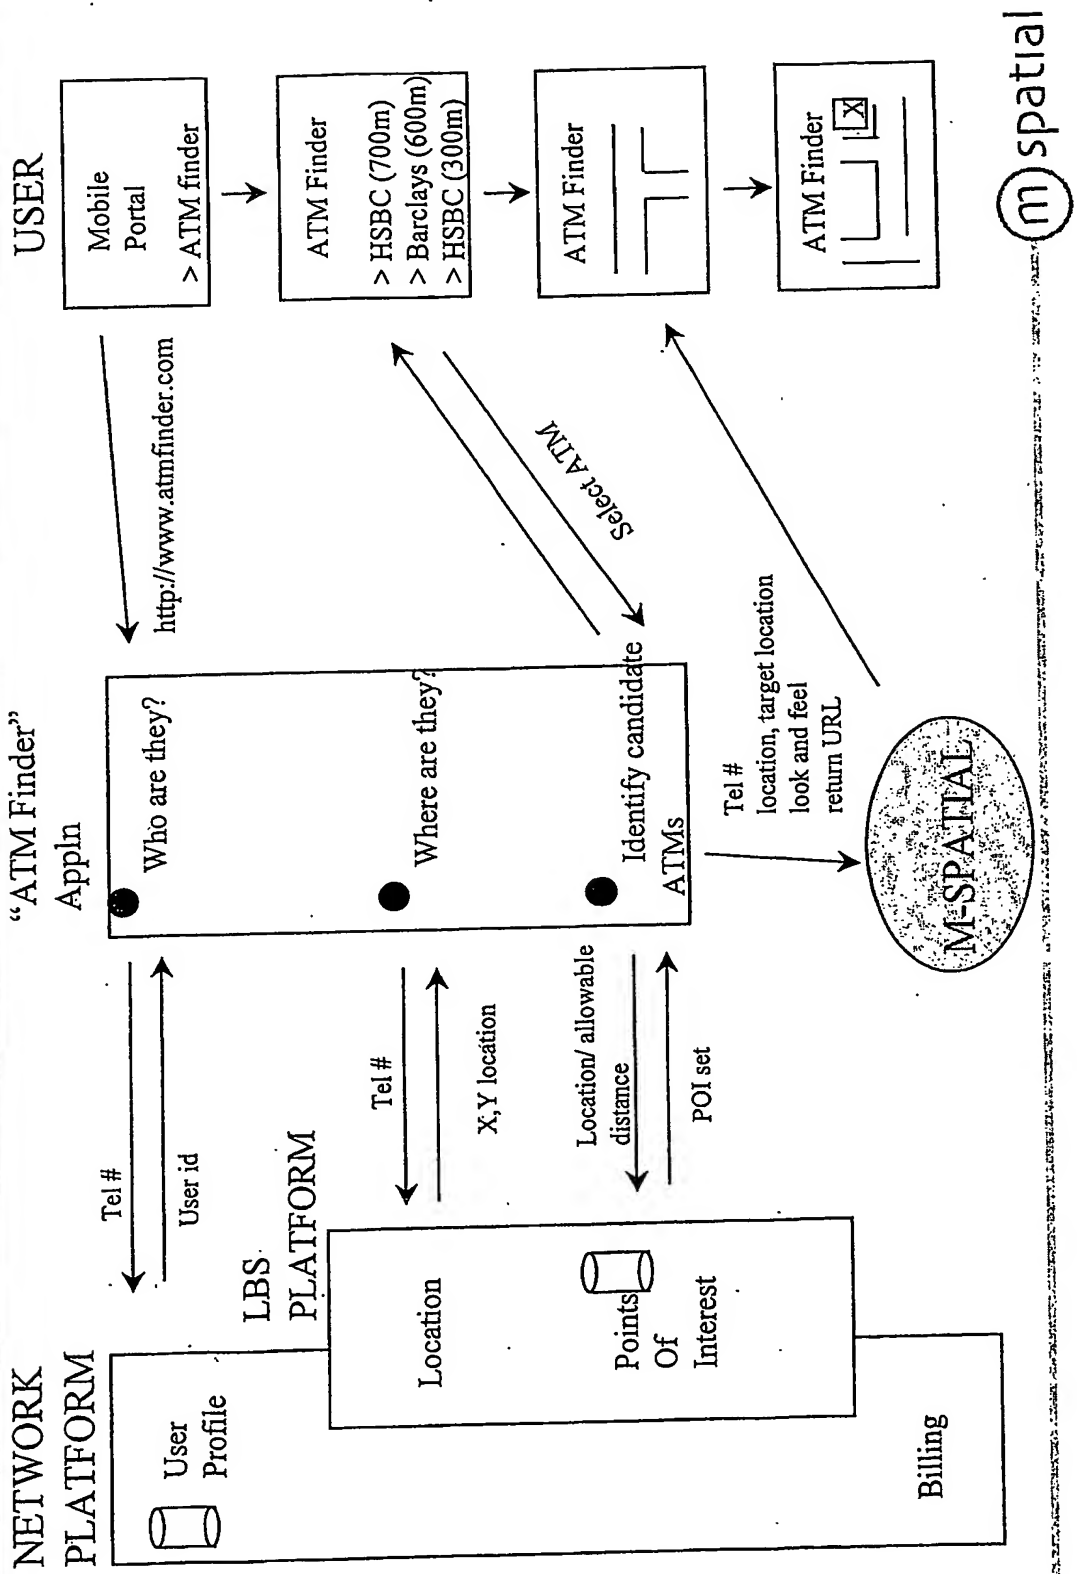 NETWORK
PLATFORM
User
Profile
Billing
LBS
PLATFORM
Location
Points
Of
Interest
Tel #
User id
Tel #
X,Y location
Location/ allowable
distance
POI set
“ATM Finder”
Appln
Who are they?
Where are they?
Identify candidate
ATMs
Tel #
location, target location
look and feel
return URL
M-SPATIAL
http://www.atmfinder.com
Select ATM
USER
Mobile
Portal
> ATM finder
ATM Finder
> HSBC (700m)
> Barclays (600m)
> HSBC (300m)
ATM Finder
ATM Finder
X
m spatial